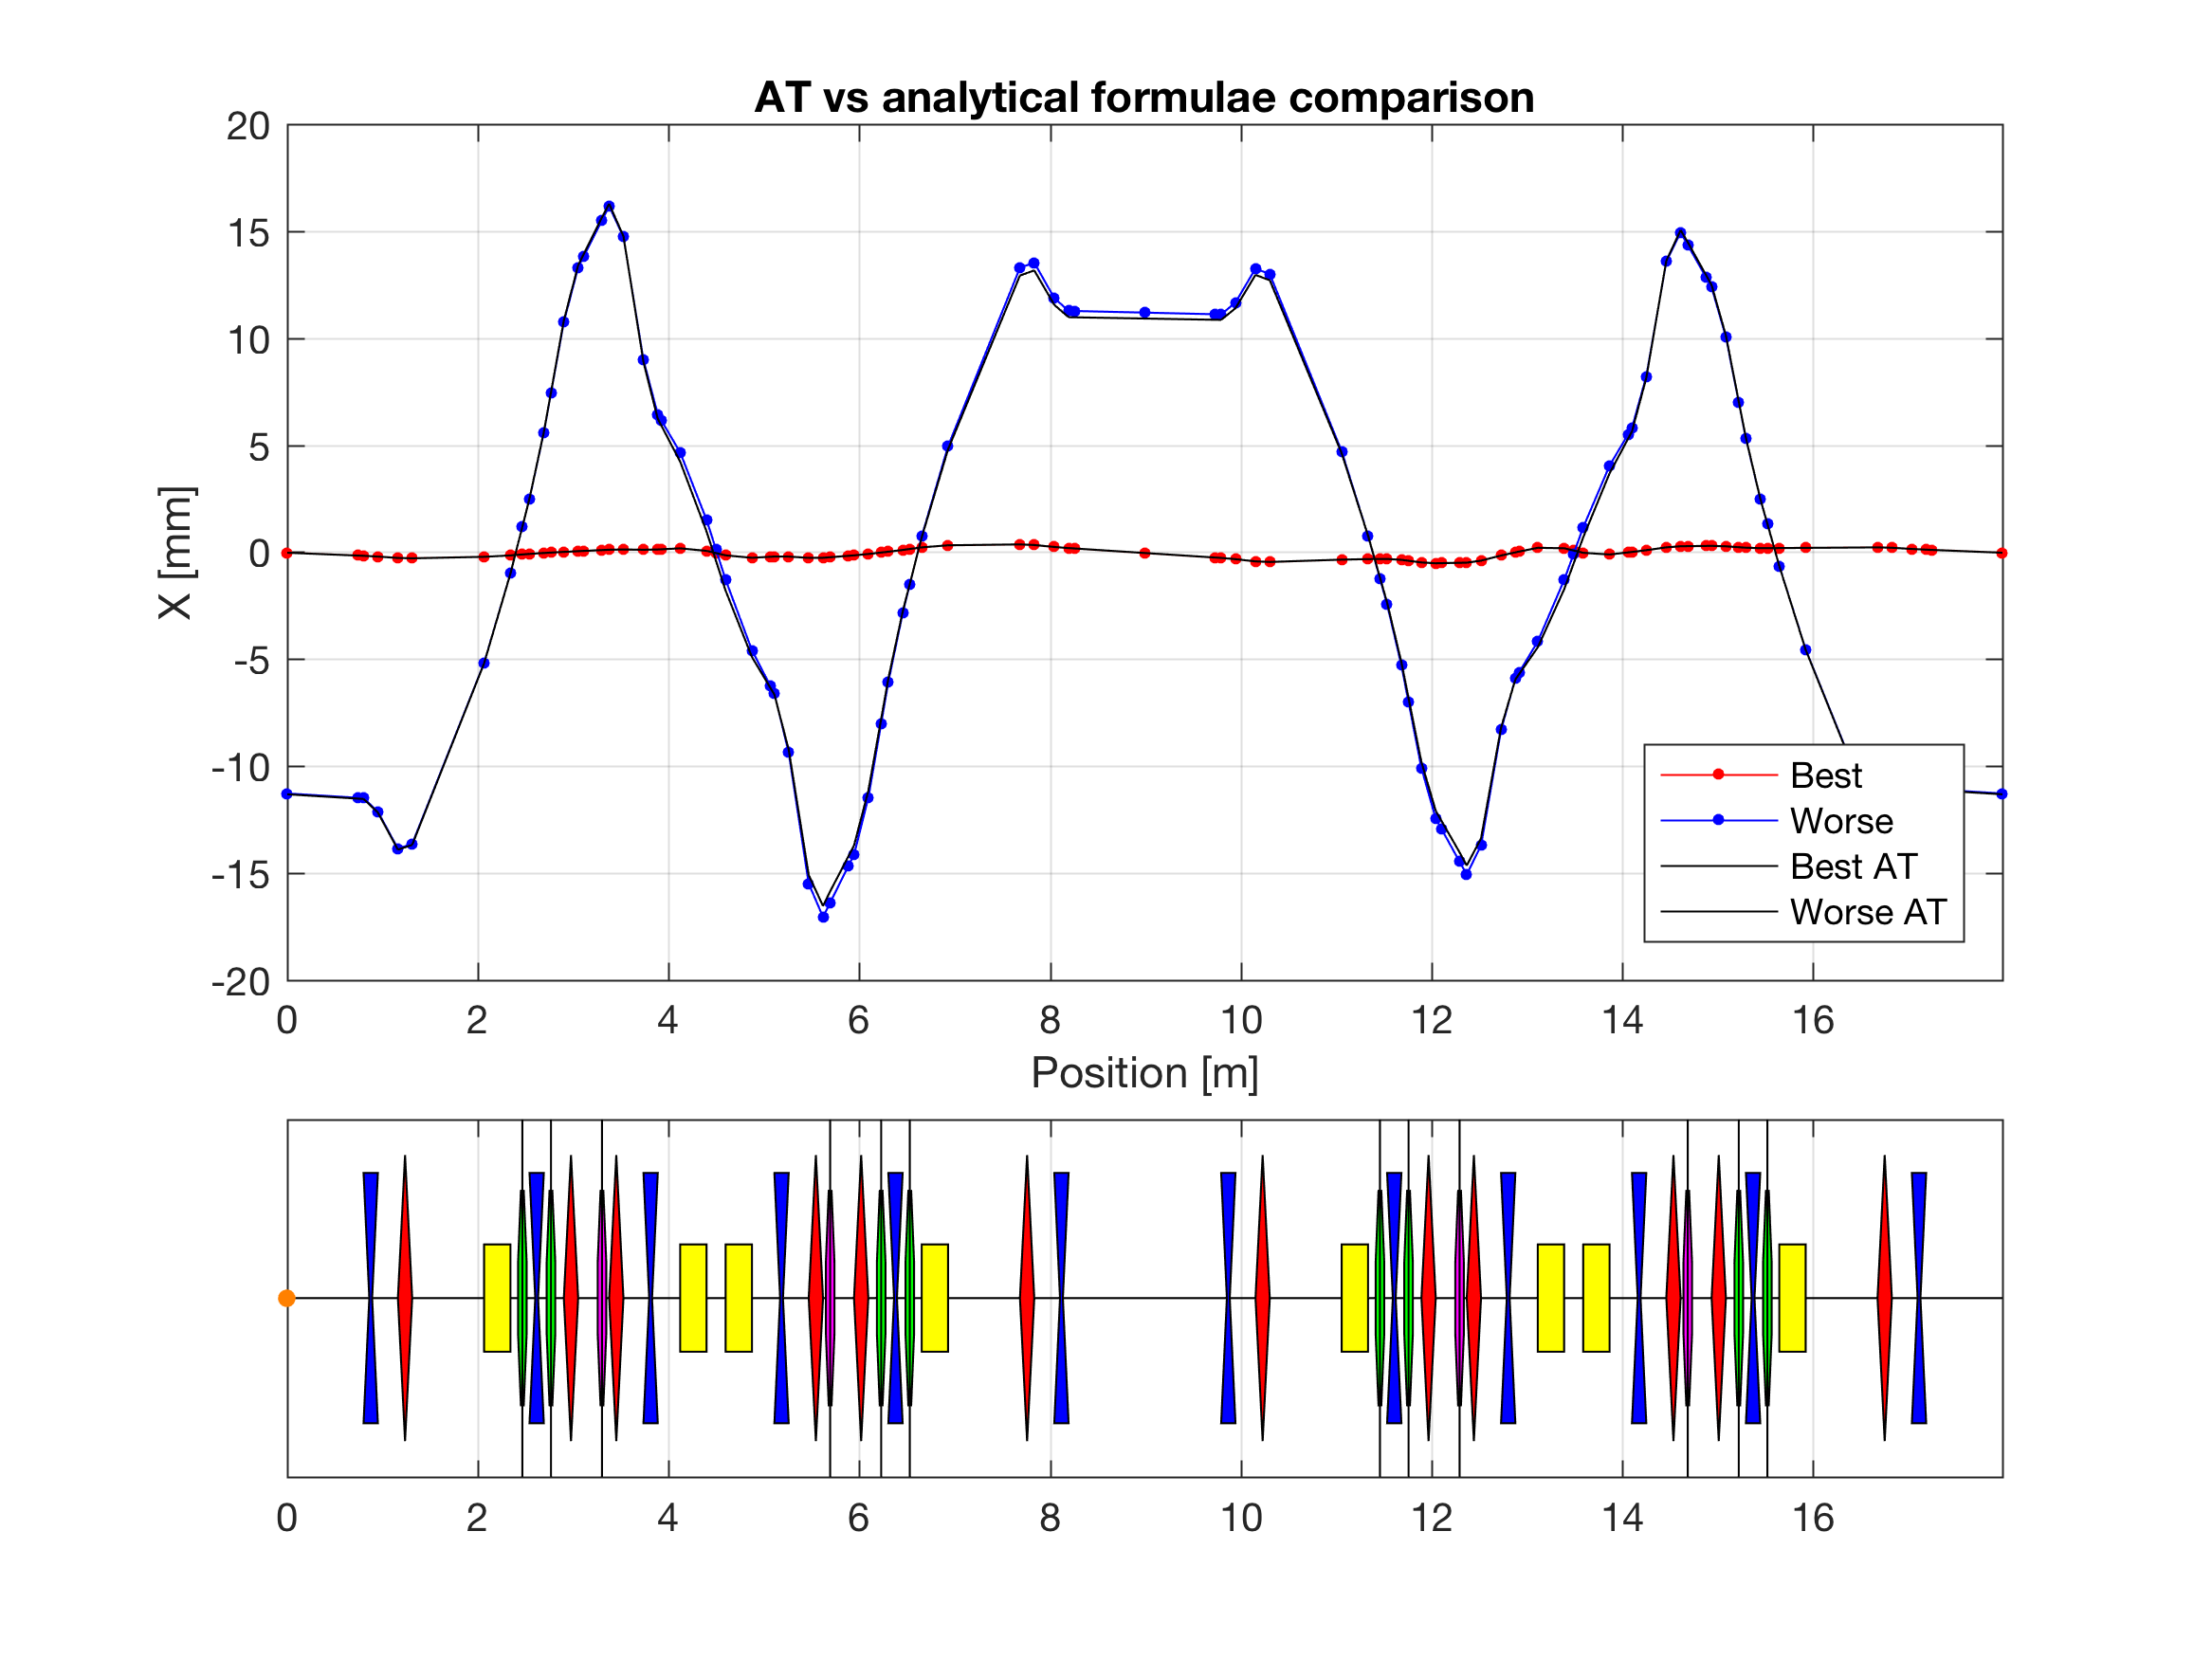 AT vs analytical formulae comparison
20
15
10
5
0
-5
-10
-15
-20
X [mm]
0 2 4 6 8 10 12 14 16
Position [m]
Best
Worse
Best AT
Worse AT
0 2 4 6 8 10 12 14 16